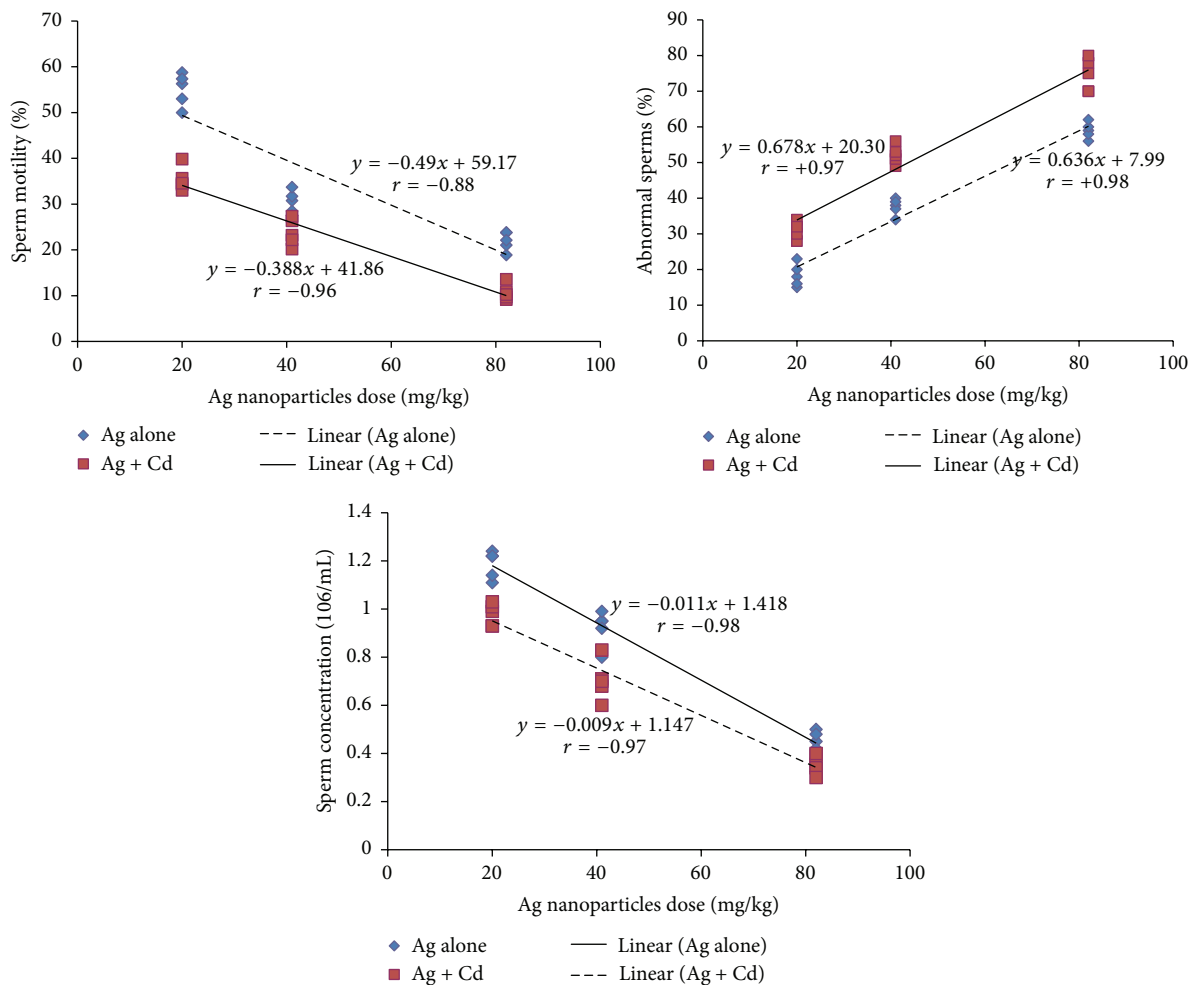 70
60
50
40
30
20
10
0
Sperm motility (%)
y = −0.49x + 59.17
r = −0.88
y = −0.388x + 41.86
r = −0.96
0 20 40 60 80 100
Ag nanoparticles dose (mg/kg)
Ag alone Linear (Ag alone)
Ag + Cd Linear (Ag + Cd)
90
80
70
60
50
40
30
20
10
0
Abnormal sperms (%)
y = 0.678x + 20.30
r = +0.97
y = 0.636x + 7.99
r = +0.98
0 20 40 60 80 100
Ag nanoparticles dose (mg/kg)
Ag alone Linear (Ag alone)
Ag + Cd Linear (Ag + Cd)
1.4
1.2
1
0.8
0.6
0.4
0.2
0
Sperm concentration (106/mL)
y = −0.011x + 1.418
r = −0.98
y = −0.009x + 1.147
r = −0.97
0 20 40 60 80 100
Ag nanoparticles dose (mg/kg)
Ag alone Linear (Ag alone)
Ag + Cd Linear (Ag + Cd)